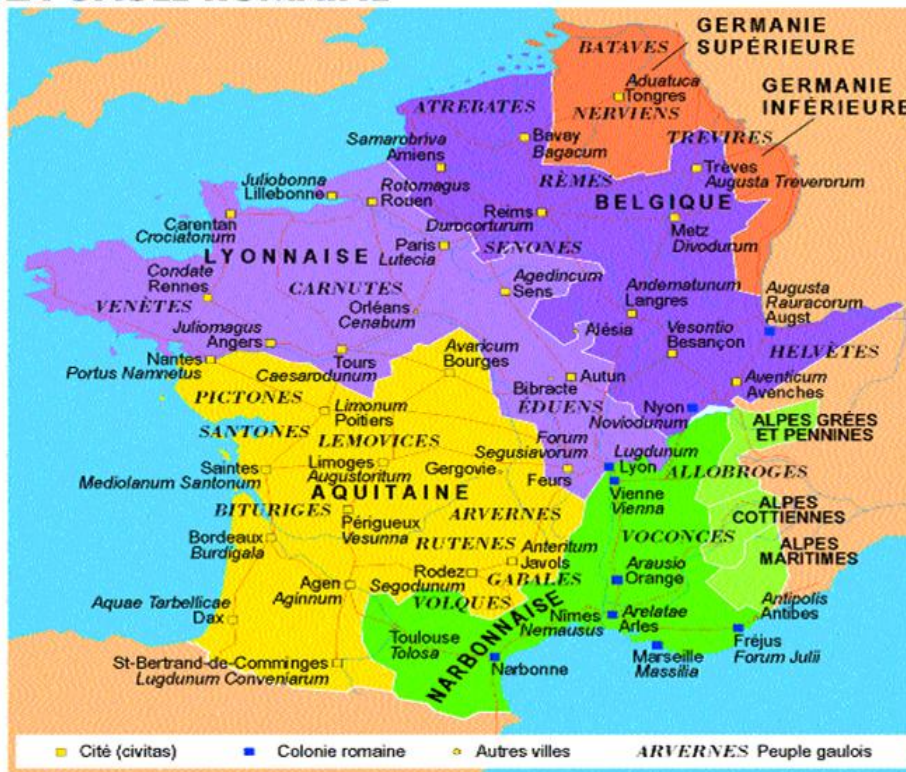 GERMANIE
SUPÉRIEURE
BATAVES
Aduatuca
Tongres
NERVIENS
GERMANIE
INFÉRIEURE
ATREBATES
TREVIRES
Bavay
Bagacum
Samarobriva
Amiens
Trèves
Augusta Treverorum
RÈMES
Juliobonna
Lillebonne
Rotomagus
Rouen
BELGIQUE
Reims
Durocorturum
Metz
Divodurum
Carentan
Crociatonum
Paris
Lutecia
SENONES
LYONNAISE
Condate
Rennes
CARNUTES
Agedincum
Sens
Andematunum
Langres
Augusta
Rauracorum
Augst
VENÈTES
Orléans
Cenabum
Juliomagus
Angers
Alésia
Vesontio
Besançon
HELVÈTES
Nantes
Portus Namnetus
Tours
Caesarodunum
Avaricum
Bourges
Bibracte
Autun
Aventicum
Avenches
PICTONES
ÉDUENS
Nyon
Noviodunum
Limonum
Poitiers
SANTONES
LEMOVICES
Forum
Segusiavorum
Feurs
Lugdunum
Lyon
ALPES GRÉES
ET PENNINES
Saintes
Mediolanum Santonum
Limoges
Augustoritum
Gergovie
ALLOBROGES
Vienne
Vienna
AQUITAINE
BITURIGES
Périgueux
Vesunna
ARVERNES
ALPES
COTTIENNES
VOCONCES
ALPES
MARITIMES
Bordeaux
Burdigala
RUTENES
Anteritum
Javols
Arausio
Orange
Agen
Aginnum
Rodez
Segodunum
GABALES
Aquae Tarbellicae
Dax
VOLQUES
Nîmes
Nemausus
Arelatae
Arles
Antipolis
Antibes
Toulouse
Tolosa
NARBONNAISE
Fréjus
Forum Julii
St-Bertrand-de-Comminges
Lugdunum Conveniarum
Narbonne
Marseille
Massilia
Cité (civitas)
Colonie romaine
Autres villes
ARVERNES Peuple gaulois